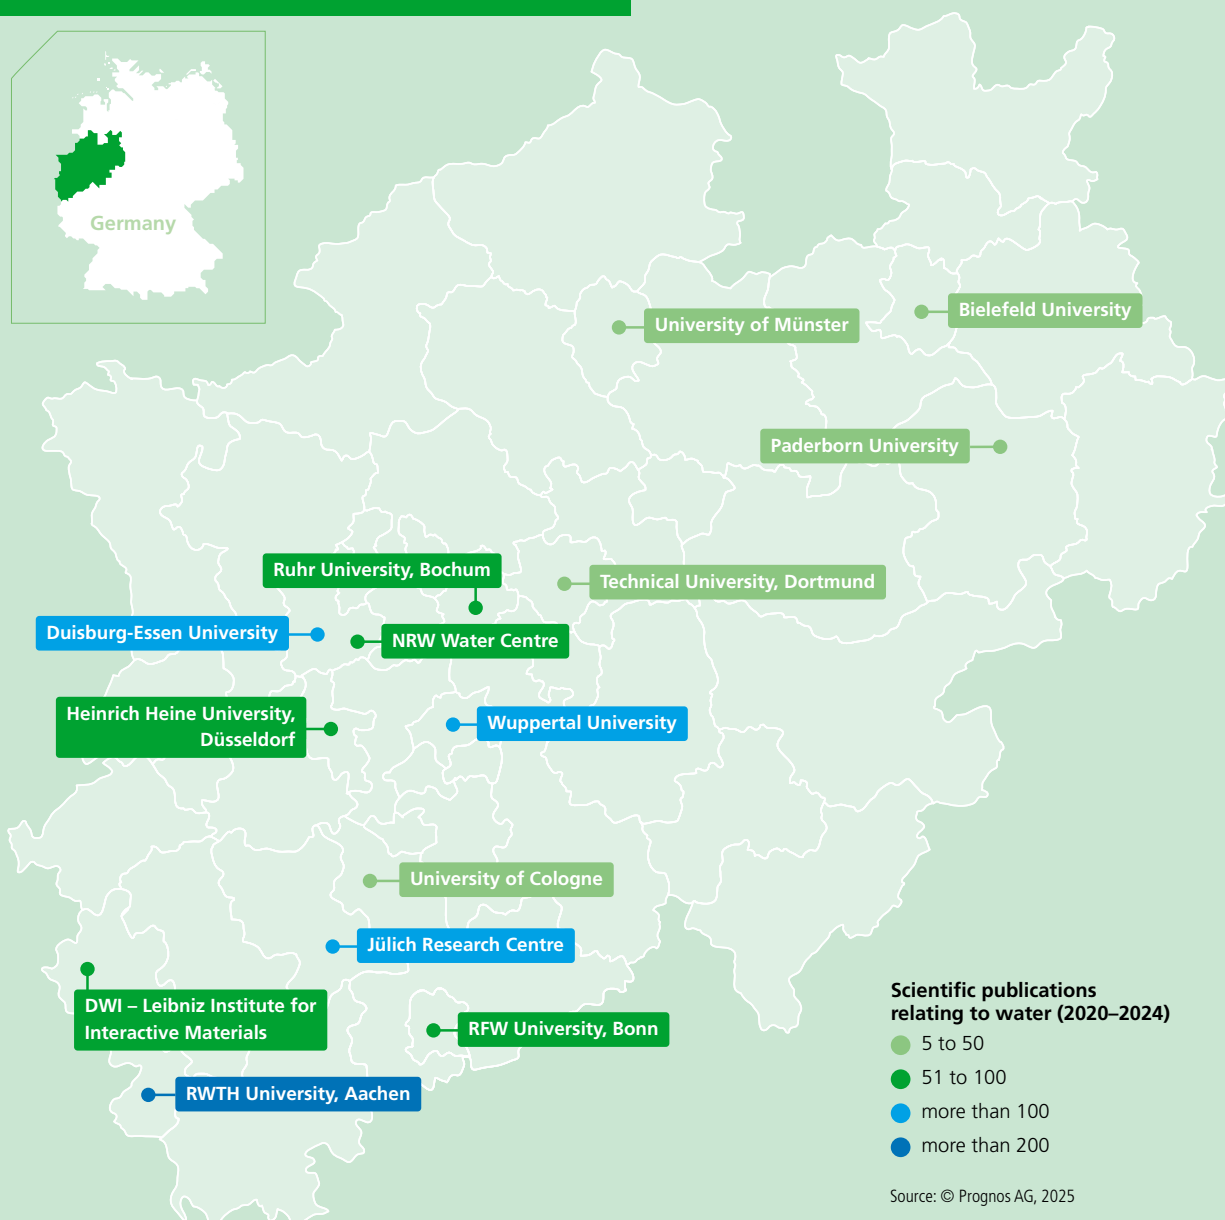 Germany
University of Münster
Bielefeld University
Paderborn University
Ruhr University, Bochum
Technical University, Dortmund
Duisburg-Essen University
NRW Water Centre
Heinrich Heine University,
Düsseldorf
Wuppertal University
University of Cologne
Jülich Research Centre
DWI – Leibniz Institute for
Interactive Materials
RFW University, Bonn
RWTH University, Aachen
Scientific publications
relating to water (2020–2024)
5 to 50
51 to 100
more than 100
more than 200
Source: © Prognos AG, 2025